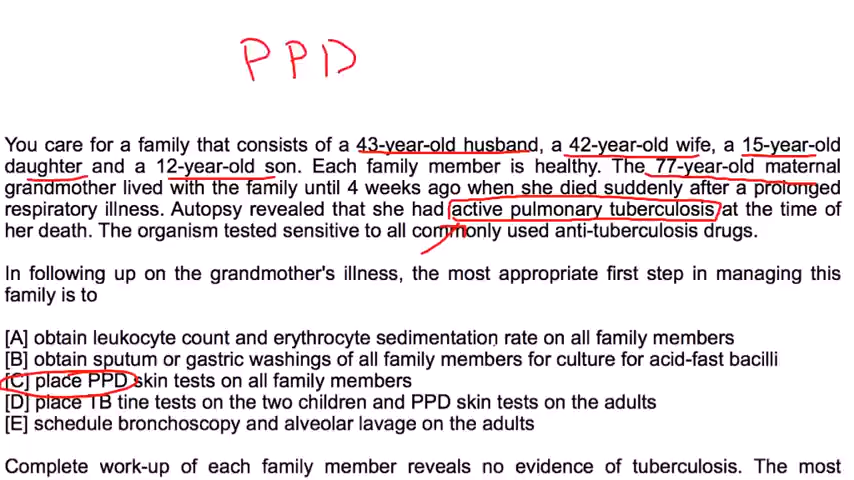 PPD
You care for a family that consists of a 43-year-old husband, a 42-year-old wife, a 15-year-old
daughter and a 12-year-old son. Each family member is healthy. The 77-year-old maternal
grandmother lived with the family until 4 weeks ago when she died suddenly after a prolonged
respiratory illness. Autopsy revealed that she had active pulmonary tuberculosis at the time of
her death. The organism tested sensitive to all commonly used anti-tuberculosis drugs.
In following up on the grandmother's illness, the most appropriate first step in managing this
family is to
[A] obtain leukocyte count and erythrocyte sedimentation rate on all family members
[B] obtain sputum or gastric washings of all family members for culture for acid-fast bacilli
[C] place PPD skin tests on all family members
[D] place TB tine tests on the two children and PPD skin tests on the adults
[E] schedule bronchoscopy and alveolar lavage on the adults
Complete work-up of each family member reveals no evidence of tuberculosis. The most